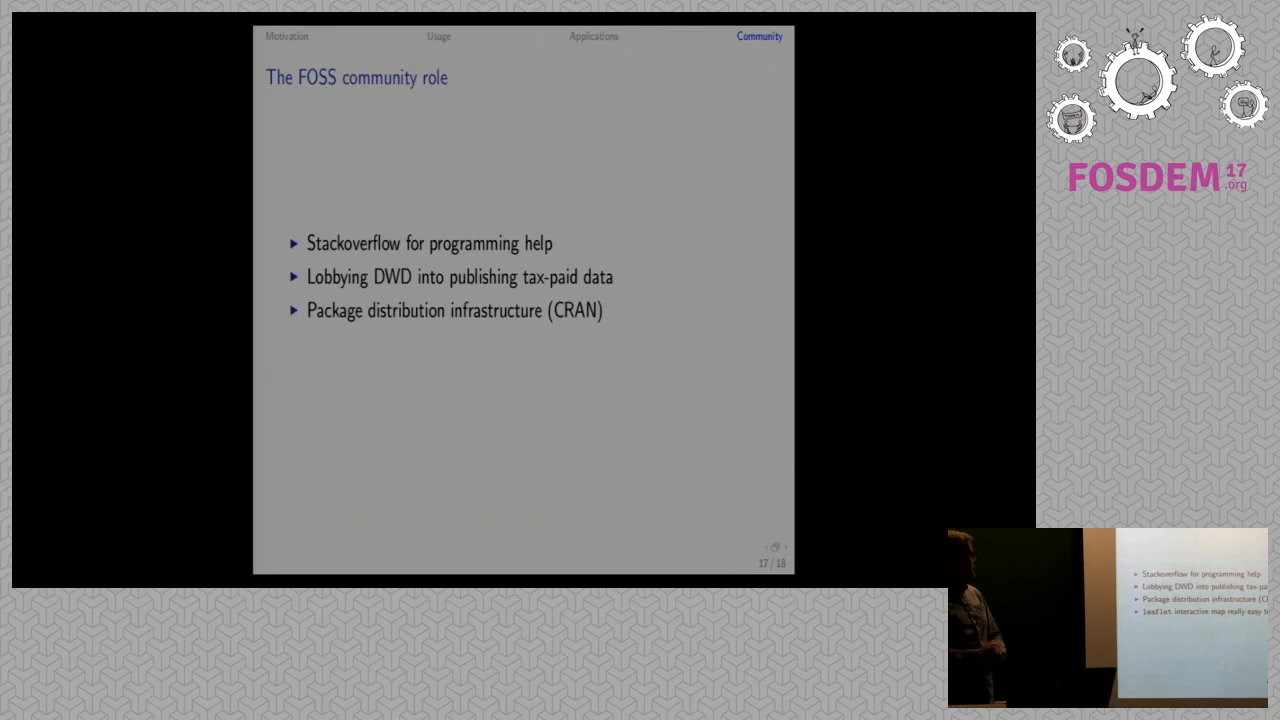 Motivation Usage Applications Community
The FOSS community role
Stackoverflow for programming help
Lobbying DWD into publishing tax-paid data
Package distribution infrastructure (CRAN)
17 / 18
FOSDEM 17
.org
Stackoverflow for programming help
Lobbying DWD into publishing
Package distribution infrastructure
leaflet interactive map really easy